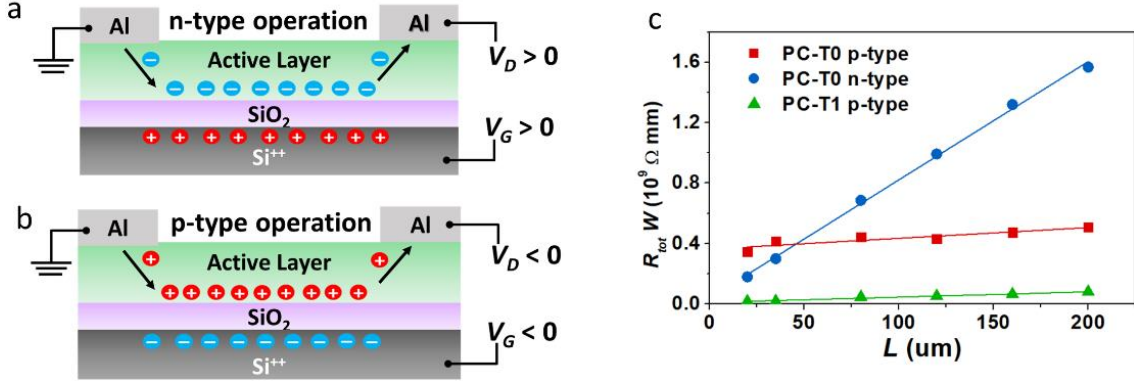 a
Al
n-type operation
Al
Active Layer
V_D > 0
SiO₂
V_G > 0
Si⁺⁺
b
Al
p-type operation
Al
Active Layer
V_D < 0
SiO₂
V_G < 0
Si⁺⁺
c
PC-T0 p-type
PC-T0 n-type
PC-T1 p-type
R_tot W (10⁹ Ω mm)
1.6
1.2
0.8
0.4
0.0
0 50 100 150 200
L (um)